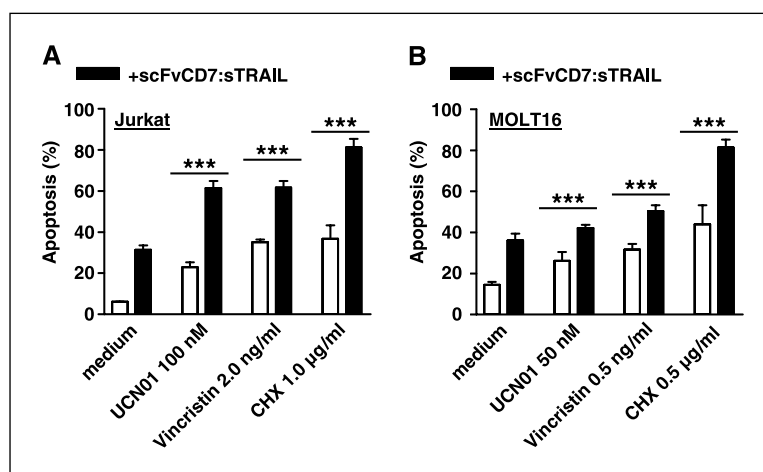 A
+scFvCD7:sTRAIL
Jurkat
Apoptosis (%)
100
80
60
40
20
0
***
***
***
medium
UCN01 100 nM
Vincristin 2.0 ng/ml
CHX 1.0 µg/ml
B
+scFvCD7:sTRAIL
MOLT16
Apoptosis (%)
100
80
60
40
20
0
***
***
***
medium
UCN01 50 nM
Vincristin 0.5 ng/ml
CHX 0.5 µg/ml